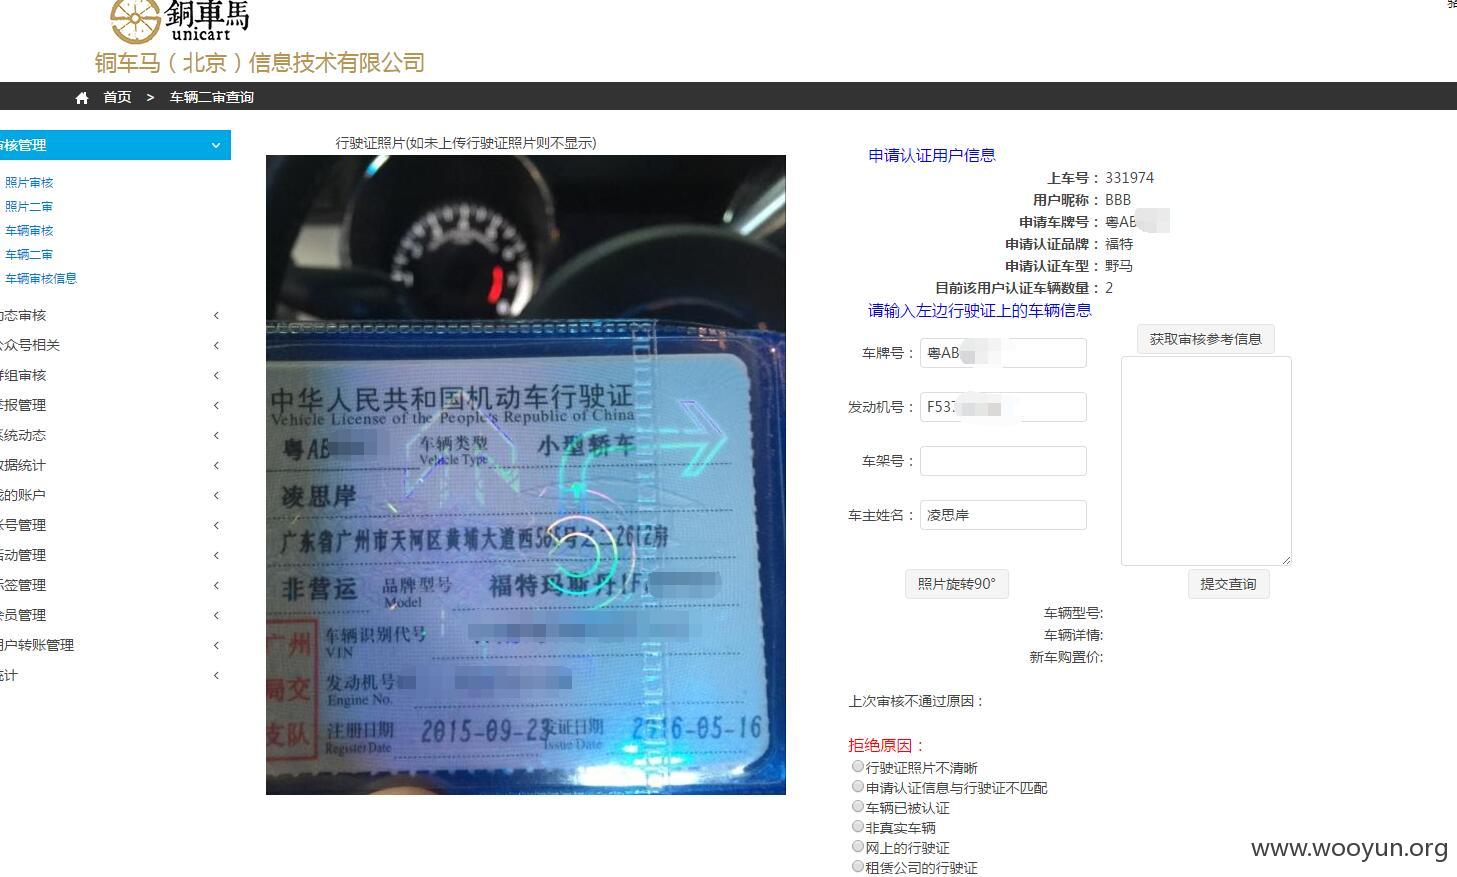 銅車馬
unicart
铜车马（北京）信息技术有限公司
首页 > 车辆二审查询
核管理
照片审核
照片二审
车辆审核
车辆二审
车辆审核信息
态审核
众号相关
群组审核
举报管理
系统动态
数据统计
我的账户
账号管理
活动管理
标签管理
会员管理
用户转账管理
统计
行驶证照片(如未上传行驶证照片则不显示)
中华人民共和国机动车行驶证
Vehicle License of the People's Republic of China
粤AB 车辆类型 小型轿车
Vehicle Type
凌思岸
广东省广州市天河区黄埔大道西565号之二2612房
非营运 品牌型号 福特玛斯丹1F
Model
车辆识别代号
VIN
发动机号
Engine No.
注册日期 2015-09-23 发证日期 2016-05-16
Register Date Issue Date
广州
局交
支队
申请认证用户信息
上车号： 331974
用户昵称： BBB
申请车牌号： 粤AB
申请认证品牌： 福特
申请认证车型： 野马
目前该用户认证车辆数量： 2
请输入左边行驶证上的车辆信息
获取审核参考信息
车牌号： 粤AB
发动机号： F537
车架号：
车主姓名： 凌思岸
照片旋转90°
提交查询
车辆型号:
车辆详情:
新车购置价:
上次审核不通过原因：
拒绝原因：
行驶证照片不清晰
申请认证信息与行驶证不匹配
车辆已被认证
非真实车辆
网上的行驶证
租赁公司的行驶证
www.wooyun.org